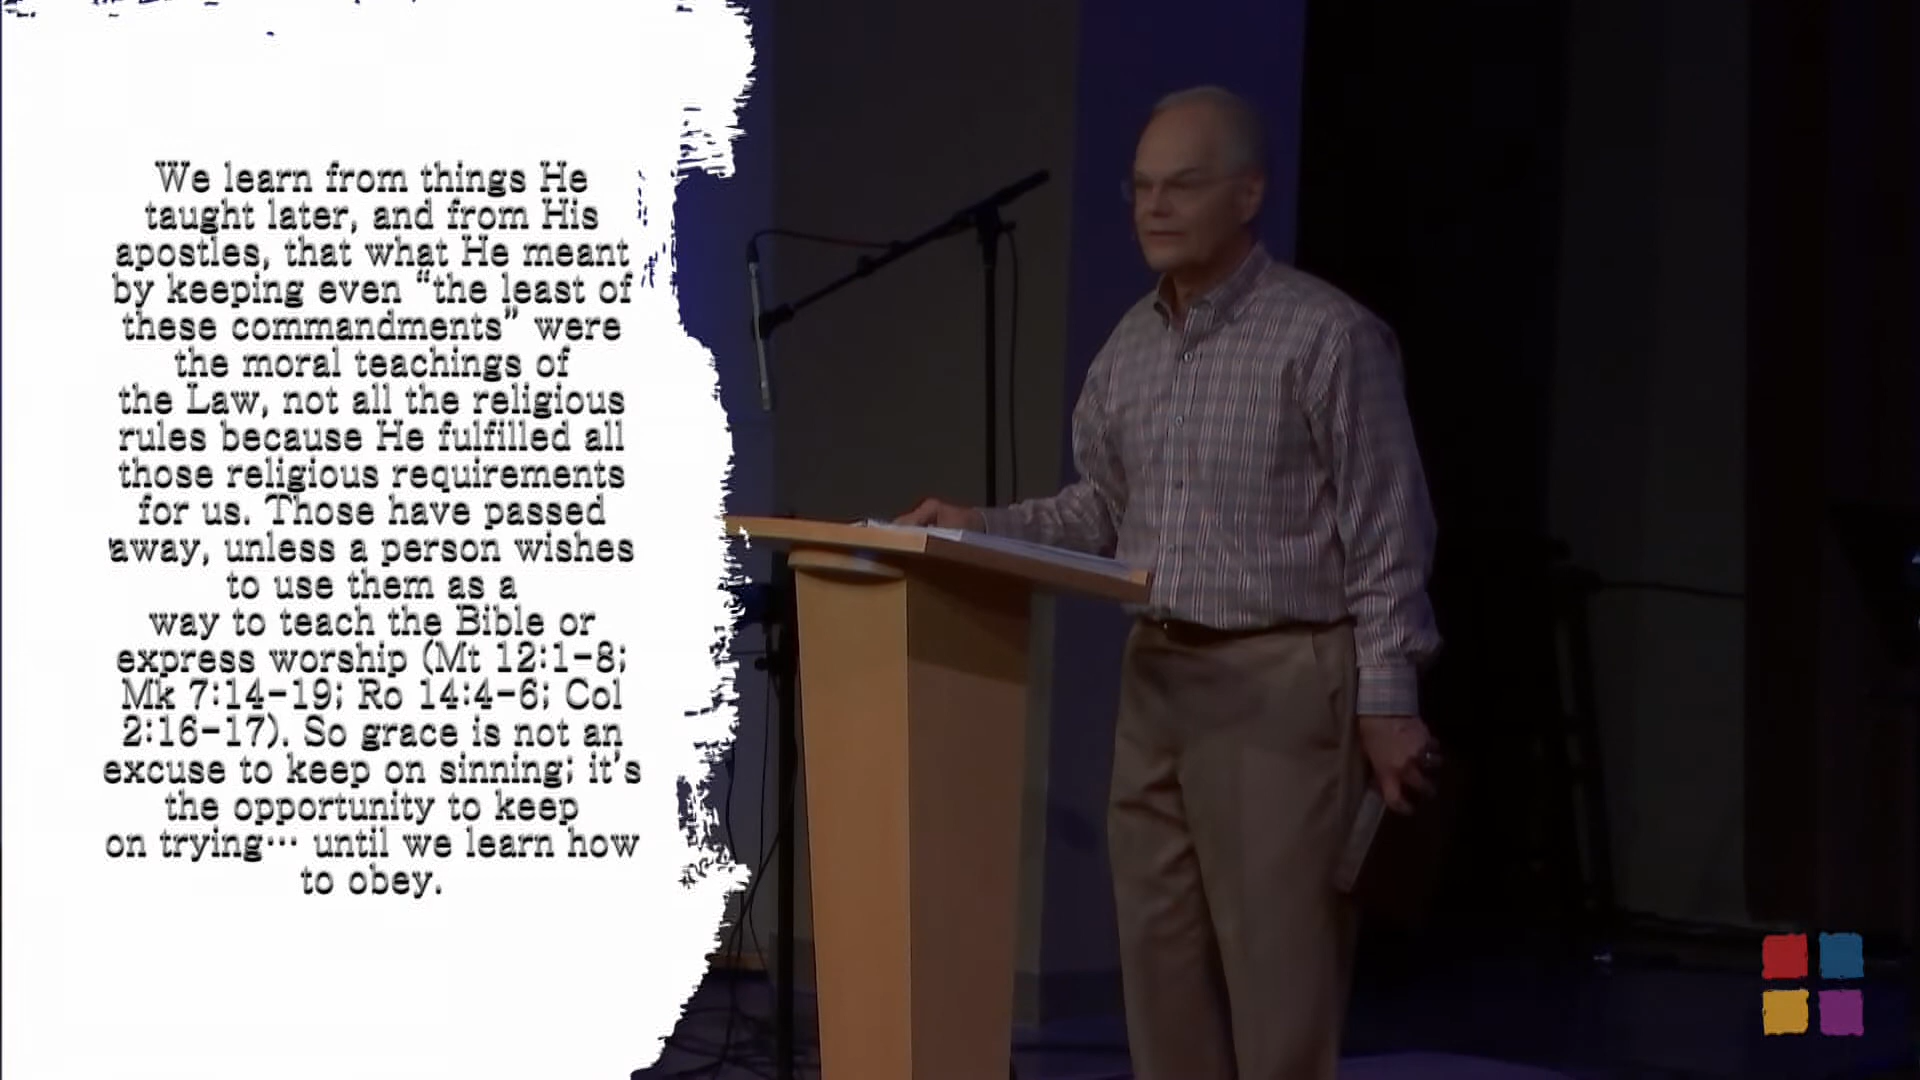 We learn from things He
taught later, and from His
apostles, that what He meant
by keeping even “the least of
these commandments” were
the moral teachings of
the Law, not all the religious
rules because He fulfilled all
those religious requirements
for us. Those have passed
away, unless a person wishes
to use them as a
way to teach the Bible or
express worship (Mt 12:1-8;
Mk 7:14-19; Ro 14:4-6; Col
2:16-17). So grace is not an
excuse to keep on sinning; it’s
the opportunity to keep
on trying… until we learn how
to obey.